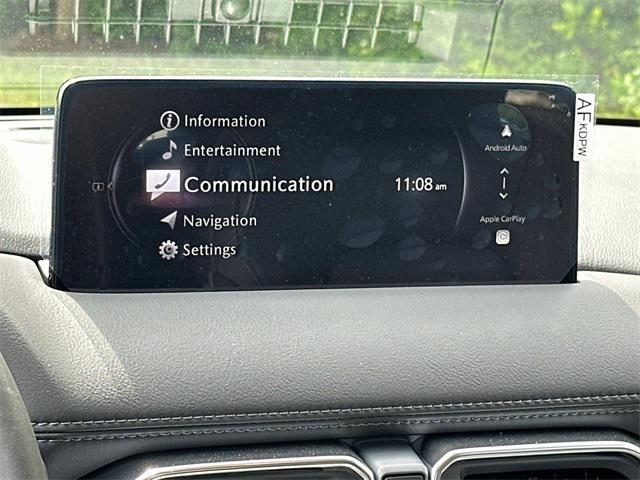 Information
Entertainment
Communication
Navigation
Settings
11:08 am
Android Auto
Apple CarPlay
AF KDPW